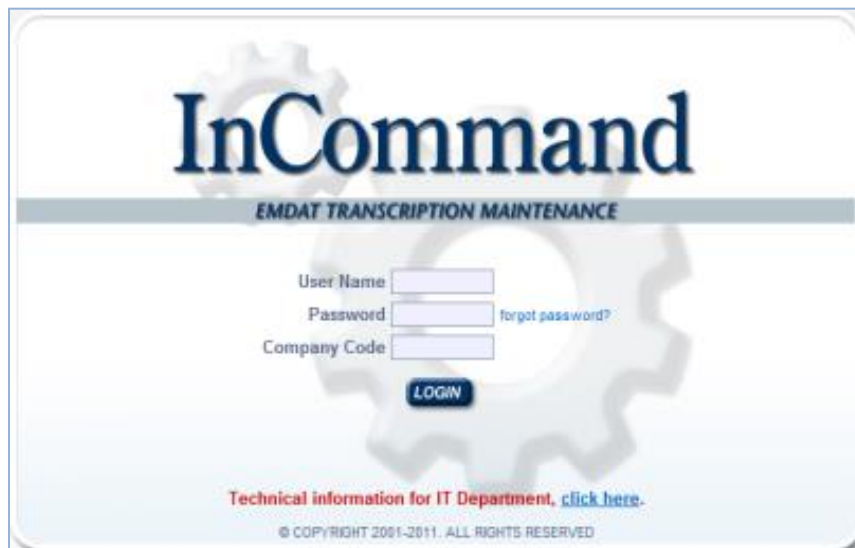 InCommand
EMDAT TRANSCRIPTION MAINTENANCE
User Name
Password forgot password?
Company Code
LOGIN
Technical information for IT Department, click here.
© COPYRIGHT 2001-2011. ALL RIGHTS RESERVED